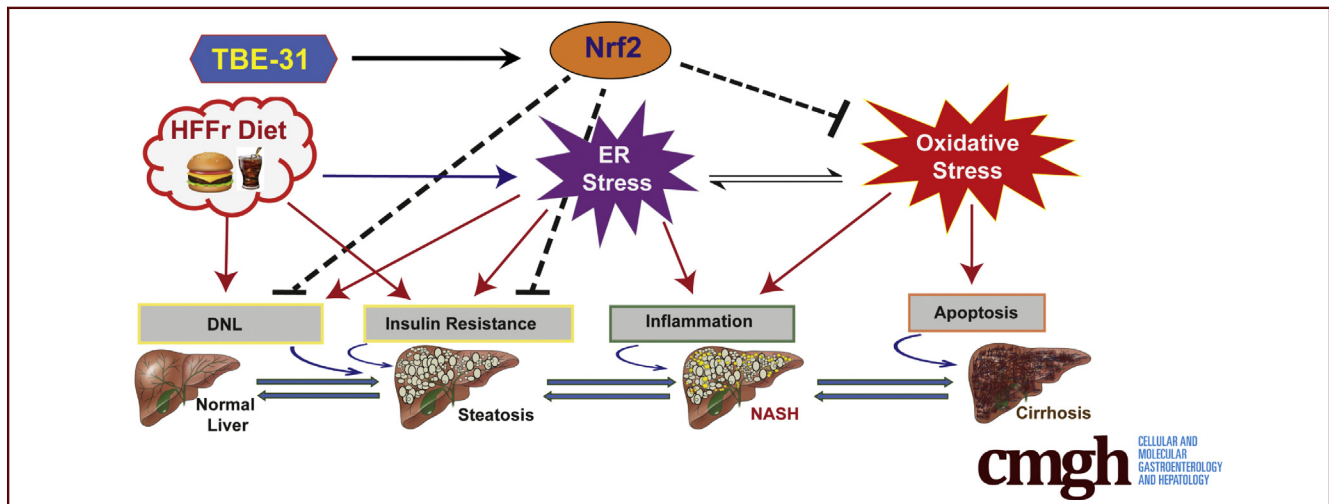 TBE-31
Nrf2
HFFr Diet
ER
Stress
Oxidative
Stress
DNL
Insulin Resistance
Inflammation
Apoptosis
Normal
Liver
Steatosis
NASH
Cirrhosis
cmgh
CELLULAR AND
MOLECULAR
GASTROENTEROLOGY
AND HEPATOLOGY